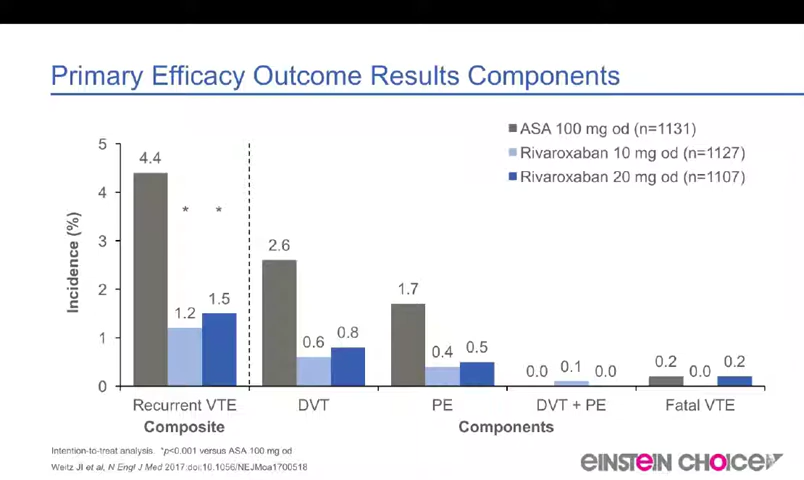 Primary Efficacy Outcome Results Components
ASA 100 mg od (n=1131)
Rivaroxaban 10 mg od (n=1127)
Rivaroxaban 20 mg od (n=1107)
Incidence (%)
5
4
3
2
1
0
4.4
* *
1.2
1.5
2.6
0.6
0.8
1.7
0.4
0.5
0.0
0.1
0.0
0.2
0.0
0.2
Recurrent VTE
DVT
PE
DVT + PE
Fatal VTE
Composite
Components
Intention-to-treat analysis. *p<0.001 versus ASA 100 mg od
Weitz JI et al, N Engl J Med 2017:doi:10.1056/NEJMoa1700518
EINSTEIN CHOICE